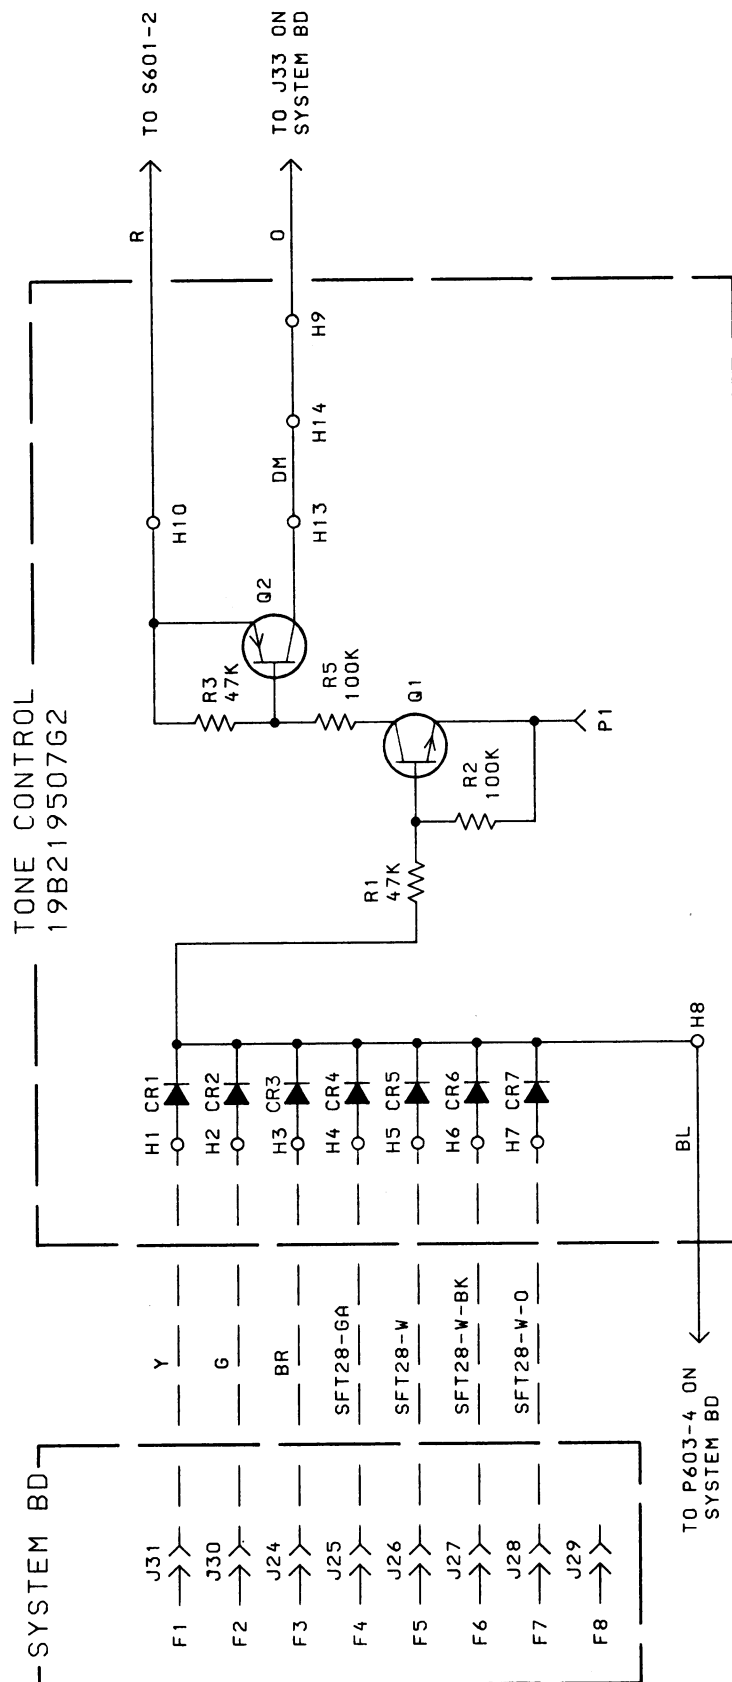 TONE CONTROL
19B219507G2
SYSTEM BD
TO S601-2
TO J33 ON
SYSTEM BD
R
O
H10
H9
H14
DM
H13
Q2
R3
47K
R5
100K
Q1
R2
100K
P1
R1
47K
H1 CR1
H2 CR2
H3 CR3
H4 CR4
H5 CR5
H6 CR6
H7 CR7
H8
BL
TO P603-4 ON
SYSTEM BD
Y
G
BR
SFT28-GA
SFT28-W
SFT28-W-BK
SFT28-W-O
F1 J31
F2 J30
F3 J24
F4 J25
F5 J26
F6 J27
F7 J28
F8 J29